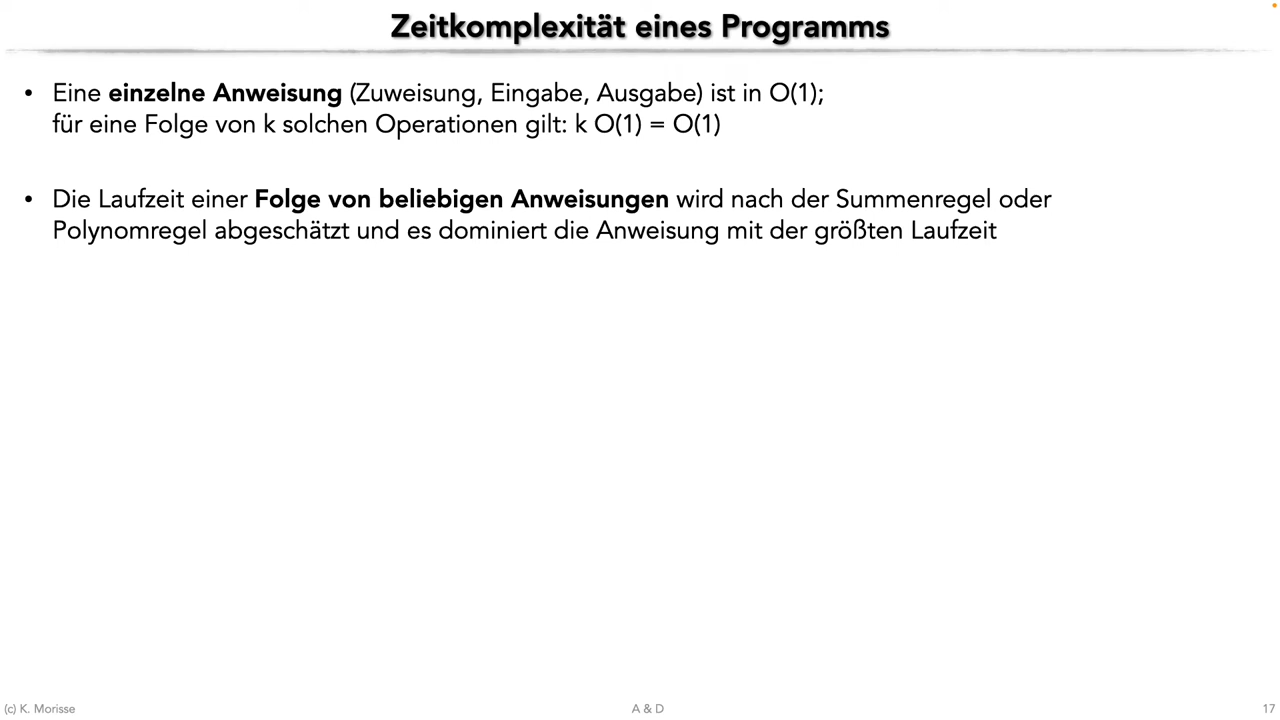 Zeitkomplexität eines Programms
• Eine einzelne Anweisung (Zuweisung, Eingabe, Ausgabe) ist in O(1);
für eine Folge von k solchen Operationen gilt: k O(1) = O(1)
• Die Laufzeit einer Folge von beliebigen Anweisungen wird nach der Summenregel oder
Polynomregel abgeschätzt und es dominiert die Anweisung mit der größten Laufzeit
(c) K. Morisse
A & D
17